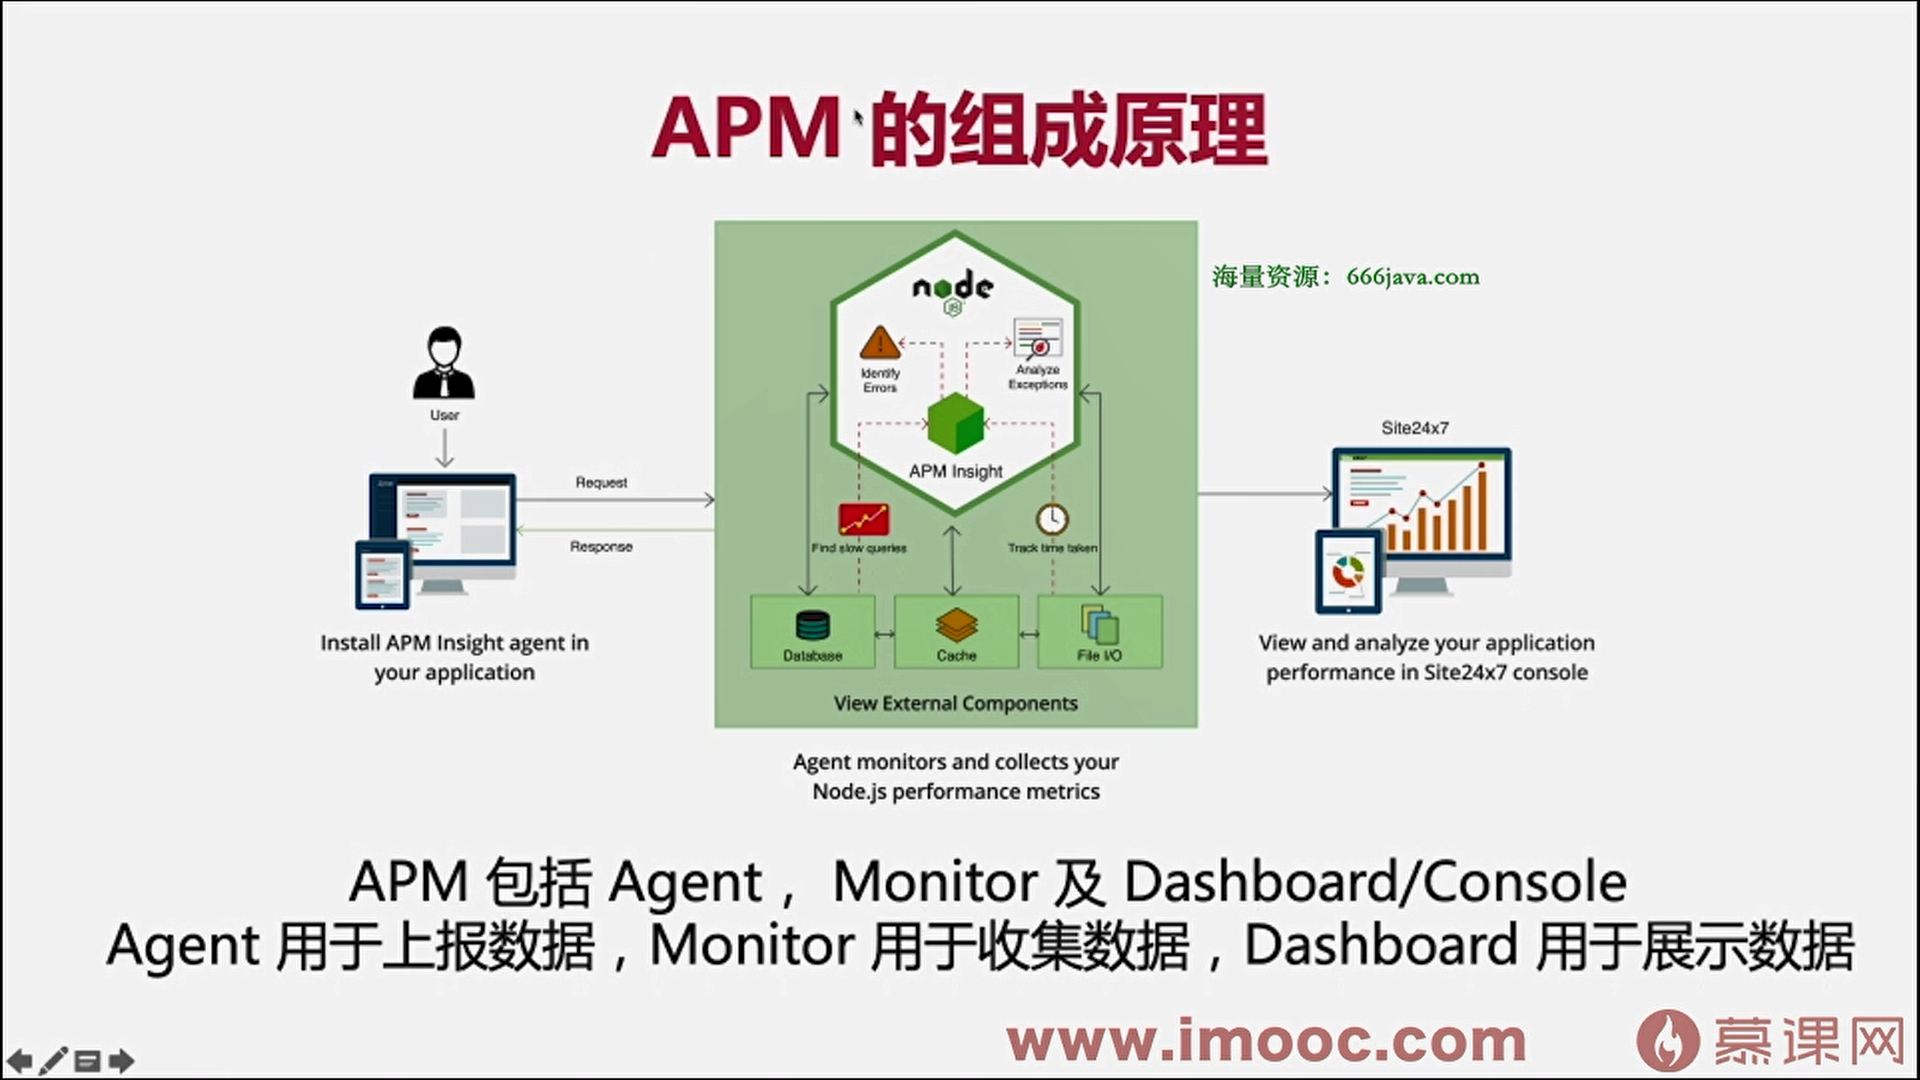 APM 的组成原理
海量资源：666java.com
node
JS
Identify
Errors
Analyze
Exceptions
APM Insight
User
Request
Response
Find slow queries
Track time taken
Database
Cache
File I/O
View External Components
Site24x7
Install APM Insight agent in
your application
View and analyze your application
performance in Site24x7 console
Agent monitors and collects your
Node.js performance metrics
APM 包括 Agent， Monitor 及 Dashboard/Console
Agent 用于上报数据，Monitor 用于收集数据，Dashboard 用于展示数据
www.imooc.com
慕课网